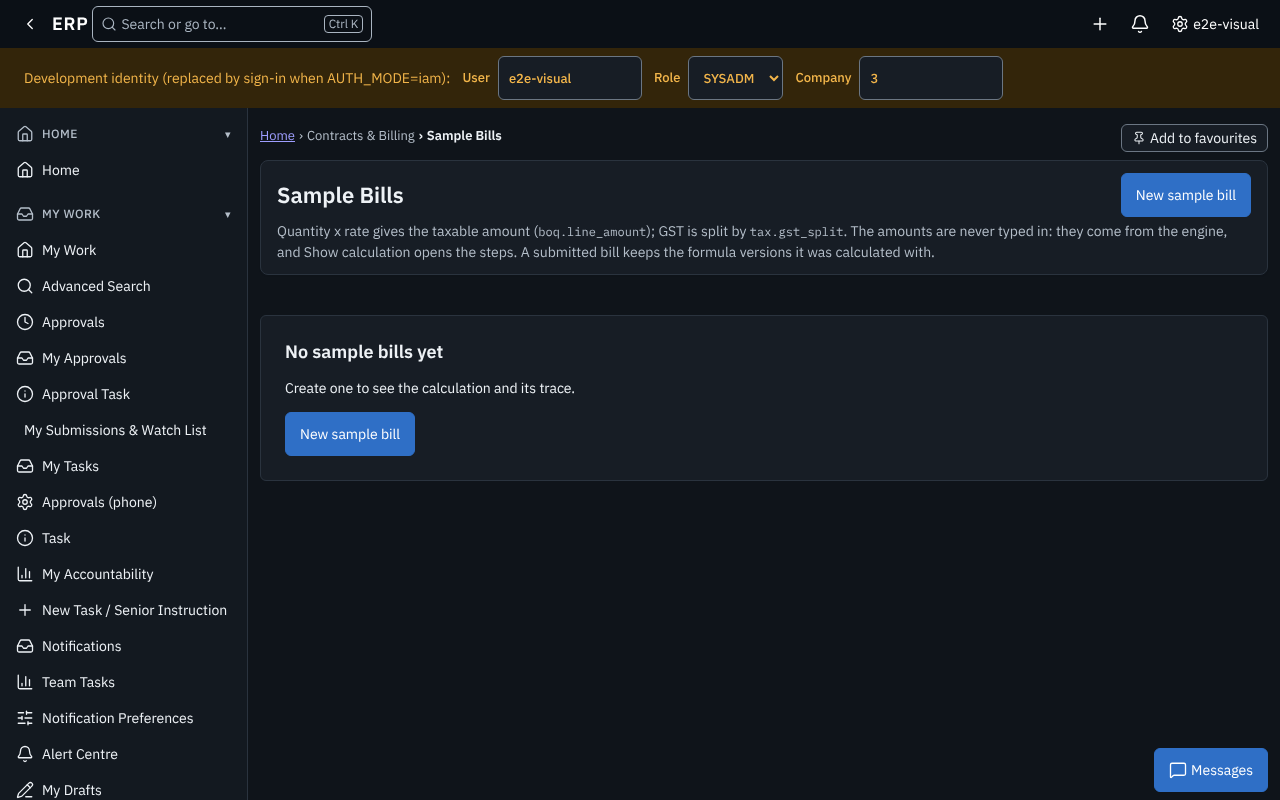 ERP
Search or go to...
Ctrl K
e2e-visual
Development identity (replaced by sign-in when AUTH_MODE=iam):
User
e2e-visual
Role
SYSADM
Company
3
HOME
Home
MY WORK
My Work
Advanced Search
Approvals
My Approvals
Approval Task
My Submissions & Watch List
My Tasks
Approvals (phone)
Task
My Accountability
New Task / Senior Instruction
Notifications
Team Tasks
Notification Preferences
Alert Centre
My Drafts
Home › Contracts & Billing › Sample Bills
Add to favourites
Sample Bills
New sample bill
Quantity x rate gives the taxable amount (boq.line_amount); GST is split by tax.gst_split. The amounts are never typed in: they come from the engine,
and Show calculation opens the steps. A submitted bill keeps the formula versions it was calculated with.
No sample bills yet
Create one to see the calculation and its trace.
New sample bill
Messages